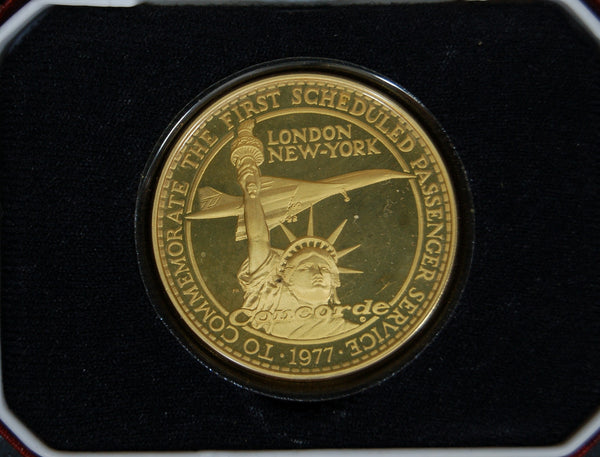 TO COMMEMORATE THE FIRST SCHEDULED PASSENGER SERVICE
LONDON
NEW-YORK
Concorde
· 1977 ·